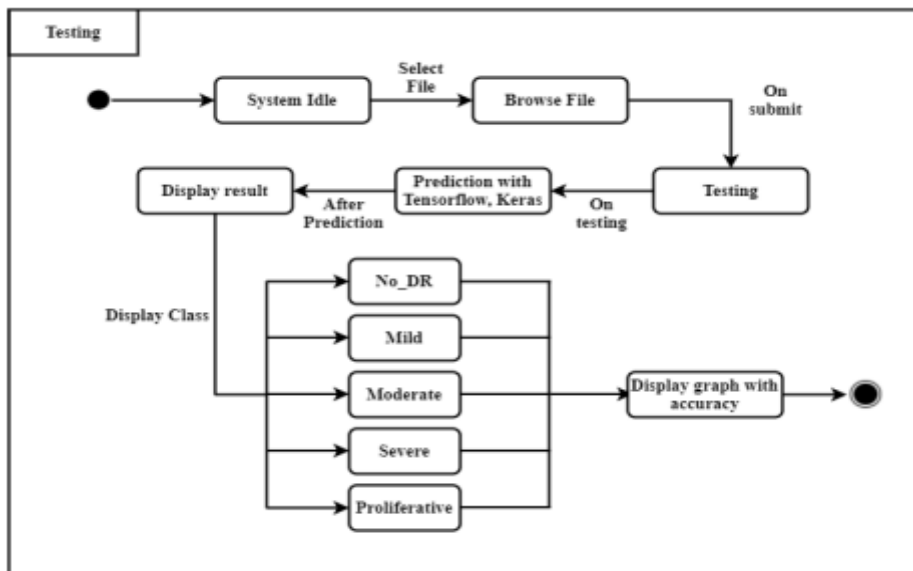 Testing
System Idle
Select
File
Browse File
On
submit
Display result
After
Prediction
Prediction with
Tensorflow, Keras
On
testing
Testing
Display Class
No_DR
Mild
Moderate
Severe
Proliferative
Display graph with
accuracy